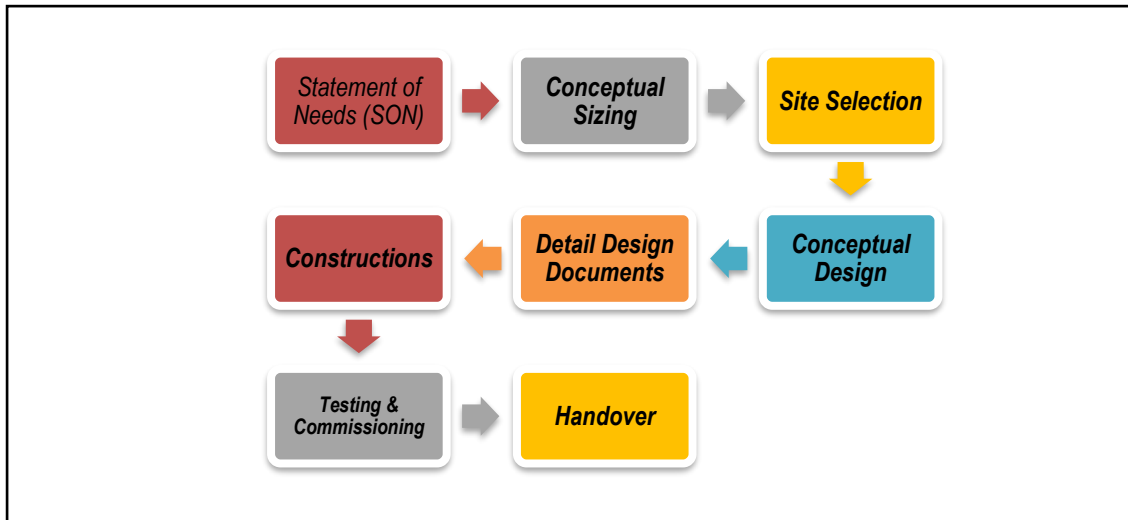 Statement of
Needs (SON)
Conceptual
Sizing
Site Selection
Conceptual
Design
Detail Design
Documents
Constructions
Testing &
Commissioning
Handover